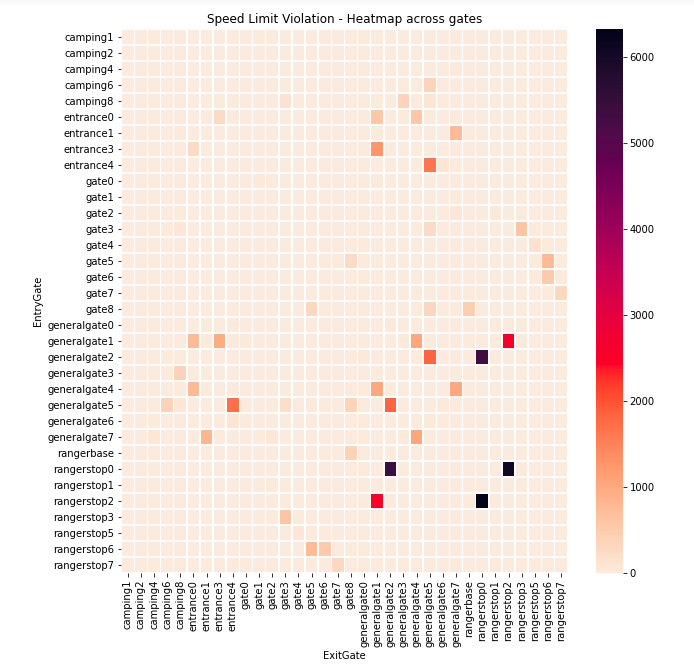 Speed Limit Violation - Heatmap across gates
camping1
camping2
camping4
camping6
camping8
entrance0
entrance1
entrance3
entrance4
gate0
gate1
gate2
gate3
gate4
gate5
gate6
gate7
gate8
generalgate0
generalgate1
generalgate2
generalgate3
generalgate4
generalgate5
generalgate6
generalgate7
rangerbase
rangerstop0
rangerstop1
rangerstop2
rangerstop3
rangerstop5
rangerstop6
rangerstop7
EntryGate
camping1
camping2
camping4
camping6
camping8
entrance0
entrance1
entrance3
entrance4
gate0
gate1
gate2
gate3
gate4
gate5
gate6
gate7
gate8
generalgate0
generalgate1
generalgate2
generalgate3
generalgate4
generalgate5
generalgate6
generalgate7
rangerbase
rangerstop0
rangerstop1
rangerstop2
rangerstop3
rangerstop5
rangerstop6
rangerstop7
ExitGate
6000
5000
4000
3000
2000
1000
0